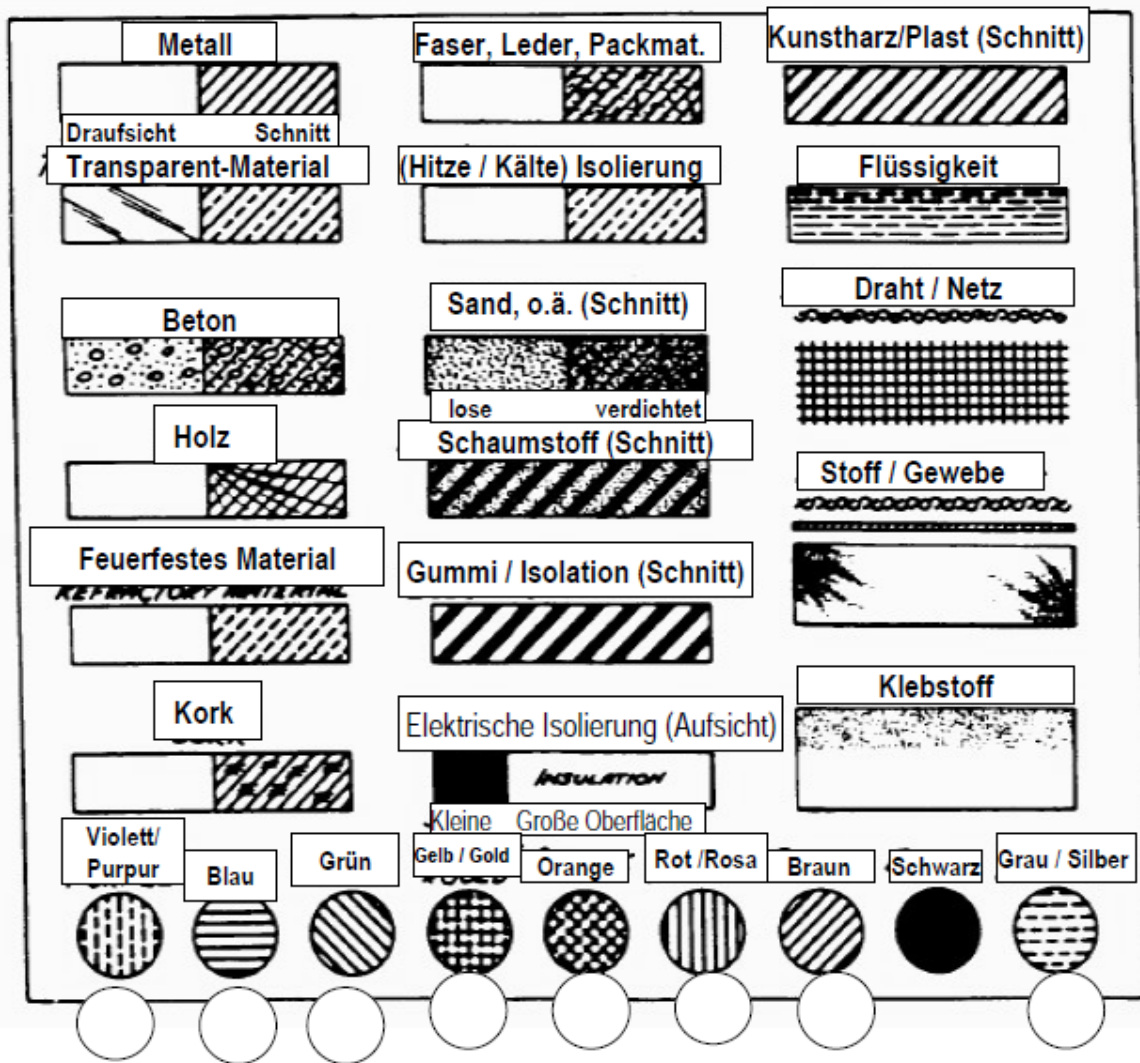 Metall
Draufsicht Schnitt
Transparent-Material
Beton
Holz
Feuerfestes Material
REFRACTORY MATERIAL
Kork
Faser, Leder, Packmat.
(Hitze / Kälte) Isolierung
Sand, o.ä. (Schnitt)
lose verdichtet
Schaumstoff (Schnitt)
Gummi / Isolation (Schnitt)
Elektrische Isolierung (Aufsicht)
INSULATION
Kleine Große Oberfläche
Kunstharz/Plast (Schnitt)
Flüssigkeit
Draht / Netz
Stoff / Gewebe
Klebstoff
Violett/
Purpur
Blau
Grün
Gelb / Gold
Orange
Rot /Rosa
Braun
Schwarz
Grau / Silber